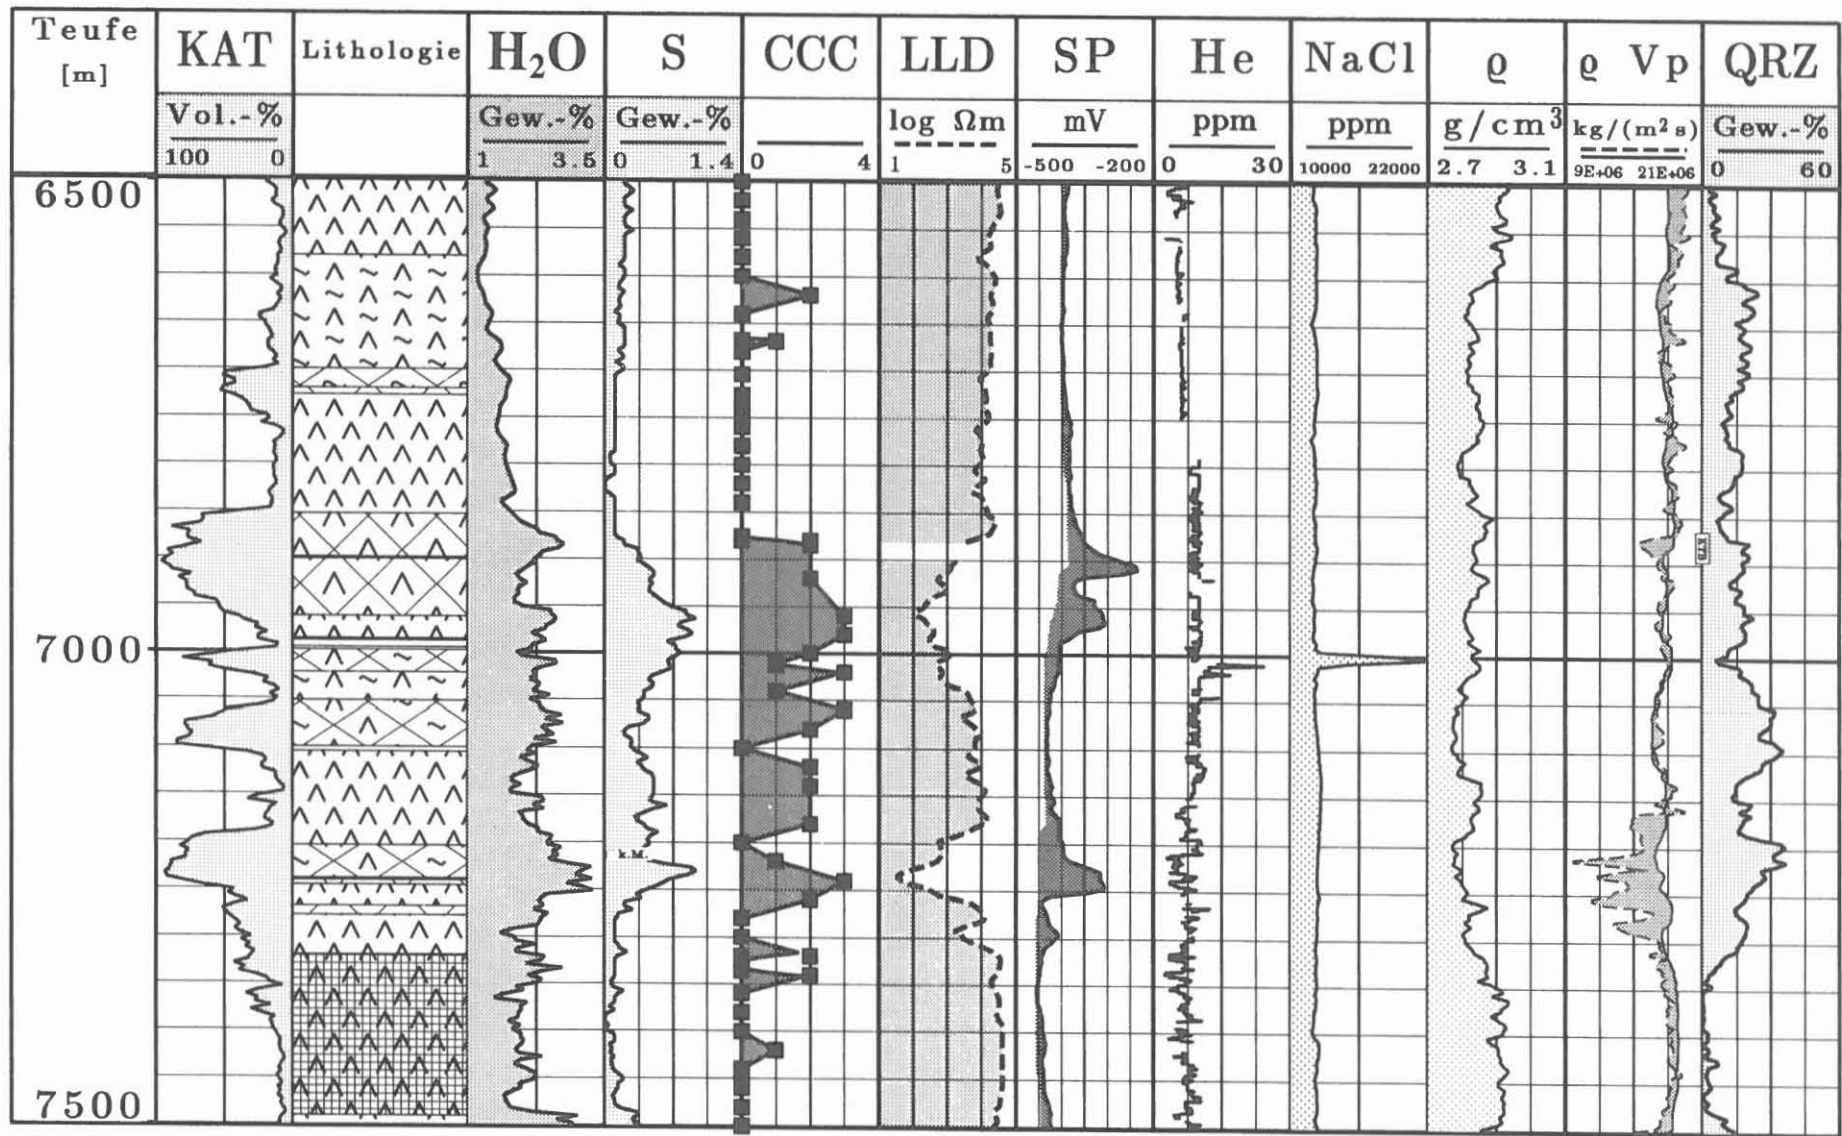 Teufe
[m]
KAT
Lithologie
H₂O
S
CCC
LLD
SP
He
NaCl
ϱ
ϱ Vp
QRZ
Vol.-%
100 0
Gew.-%
1 3.5
Gew.-%
0 1.4
0 4
log Ωm
1 5
mV
-500 -200
ppm
0 30
ppm
10000 22000
g/cm³
2.7 3.1
kg/(m² s)
9E+06 21E+06
Gew.-%
0 60
6500
KTB
7000
k.M.
7500